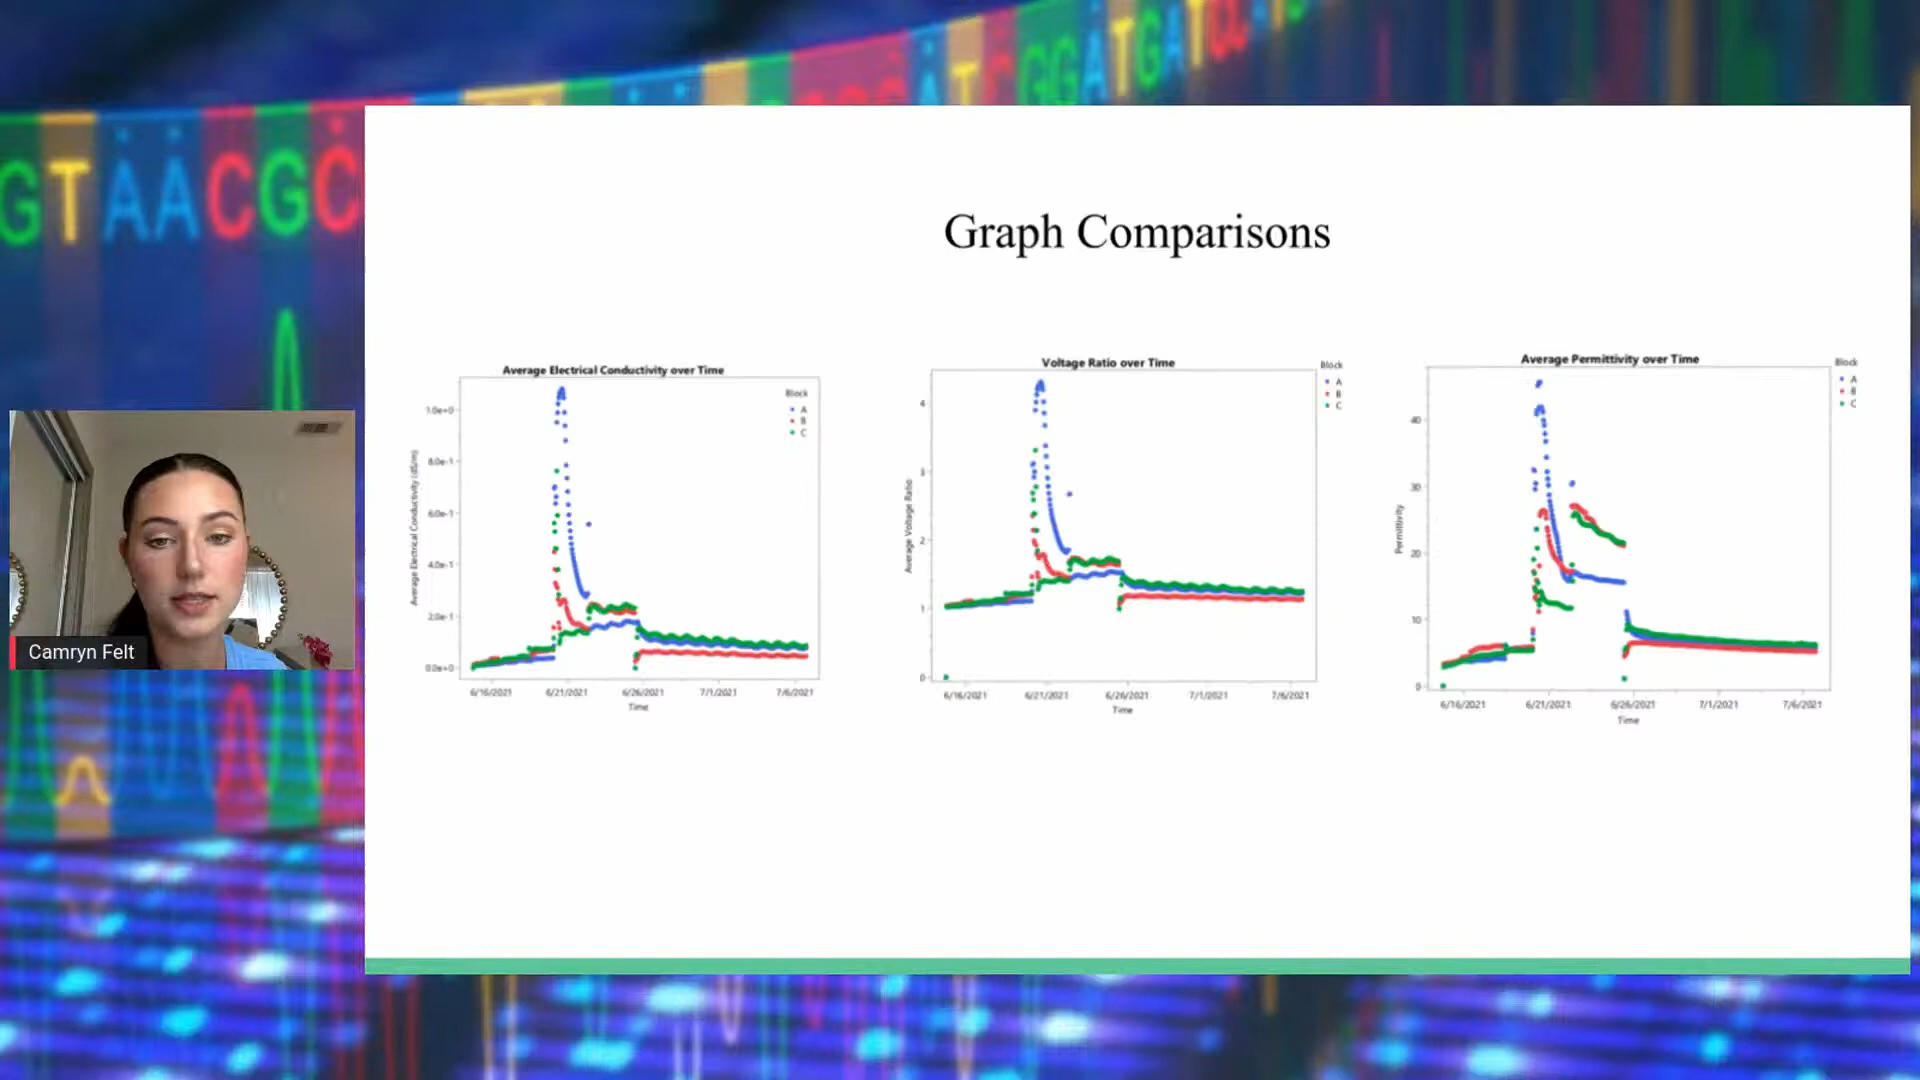 GGATGAT
GTAACGC
Graph Comparisons
Average Electrical Conductivity over Time
Block
A
B
C
1.0e+0
8.0e-1
6.0e-1
4.0e-1
2.0e-1
0.0e+0
Average Electrical Conductivity (dS/m)
6/16/2021 6/21/2021 6/26/2021 7/1/2021 7/6/2021
Time
Voltage Ratio over Time
Block
A
B
C
4
3
2
1
0
Average Voltage Ratio
6/16/2021 6/21/2021 6/26/2021 7/1/2021 7/6/2021
Time
Average Permittivity over Time
Block
A
B
C
40
30
20
10
0
Permittivity
6/16/2021 6/21/2021 6/26/2021 7/1/2021 7/6/2021
Time
Camryn Felt